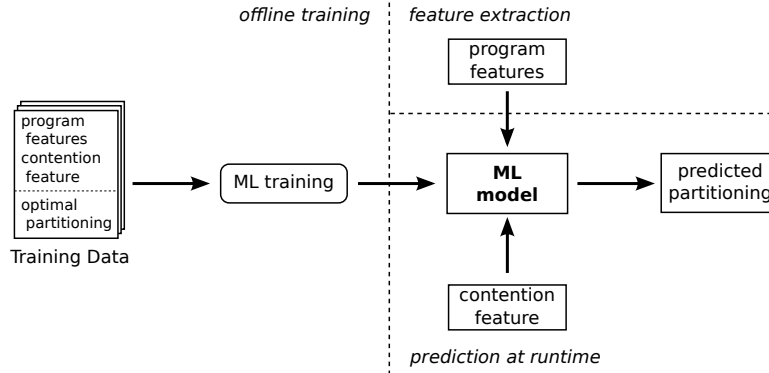 offline training
feature extraction
program
features
program
features
contention
feature
optimal
partitioning
Training Data
ML training
ML
model
predicted
partitioning
contention
feature
prediction at runtime